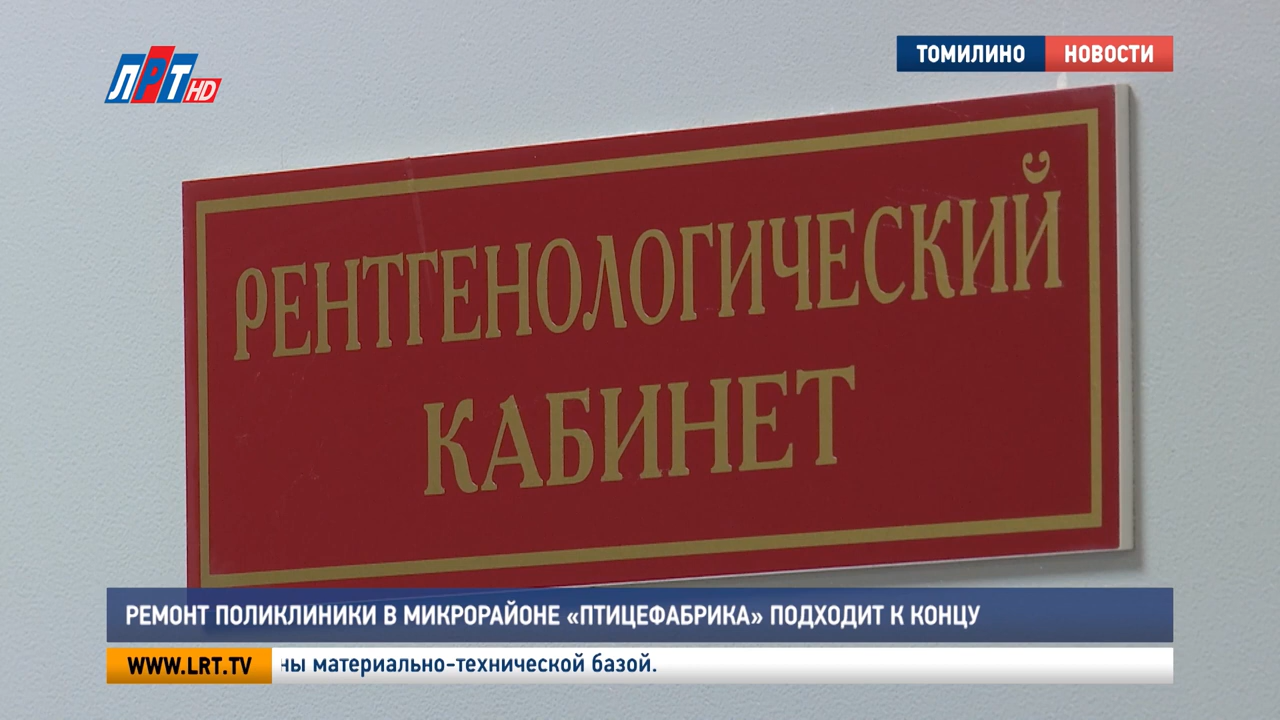 ЛРТ HD
ТОМИЛИНО НОВОСТИ
РЕНТГЕНОЛОГИЧЕСКИЙ
КАБИНЕТ
РЕМОНТ ПОЛИКЛИНИКИ В МИКРОРАЙОНЕ «ПТИЦЕФАБРИКА» ПОДХОДИТ К КОНЦУ
WWW.LRT.TV ны материально-технической базой.